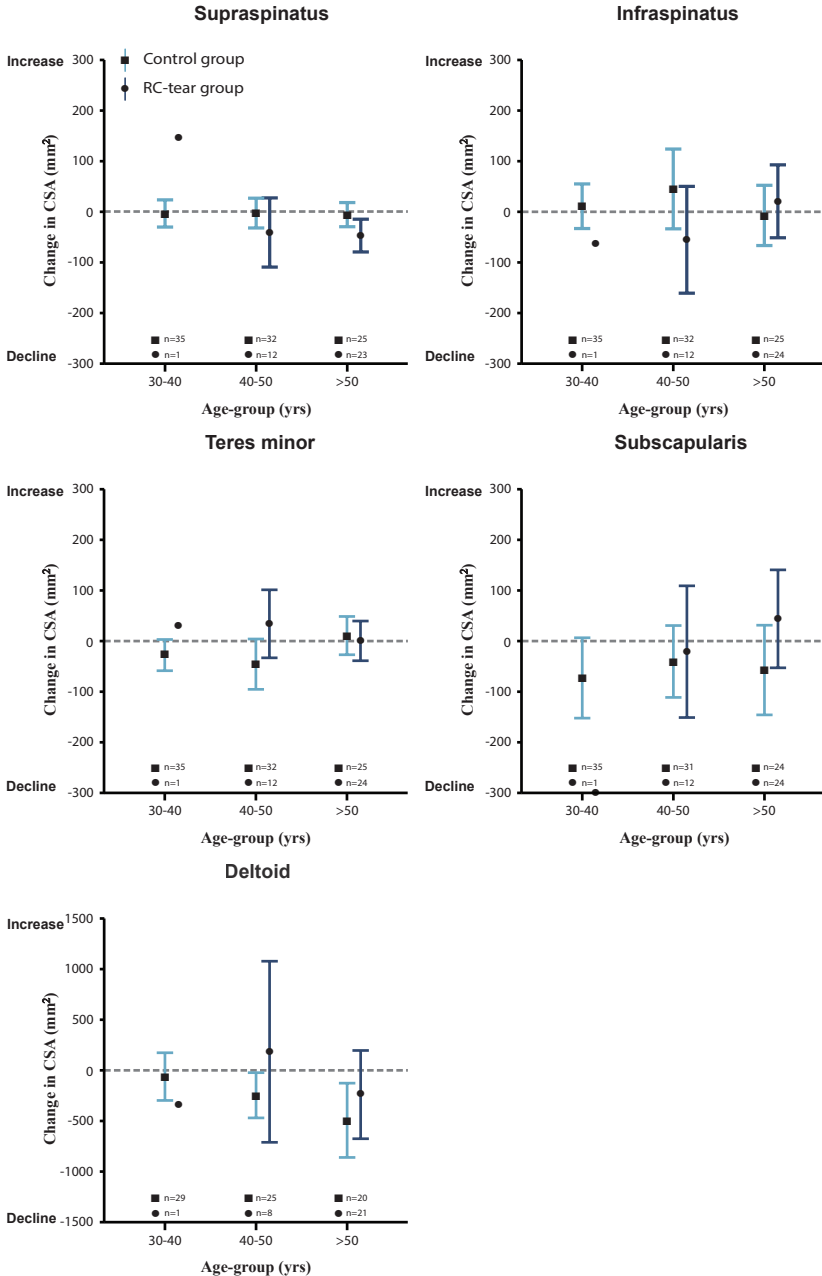 Supraspinatus
Increase
300
200
100
0
-100
-200
-300
Decline
Change in CSA (mm²)
Control group
RC-tear group
n=35 n=32 n=25
n=1 n=12 n=23
30-40 40-50 >50
Age-group (yrs)
Infraspinatus
Increase
300
200
100
0
-100
-200
-300
Decline
Change in CSA (mm²)
n=35 n=32 n=25
n=1 n=12 n=24
30-40 40-50 >50
Age-group (yrs)
Teres minor
Increase
300
200
100
0
-100
-200
-300
Decline
Change in CSA (mm²)
n=35 n=32 n=25
n=1 n=12 n=24
30-40 40-50 >50
Age-group (yrs)
Subscapularis
Increase
300
200
100
0
-100
-200
-300
Decline
Change in CSA (mm²)
n=35 n=31 n=24
n=1 n=12 n=24
30-40 40-50 >50
Age-group (yrs)
Deltoid
Increase
1500
1000
500
0
-500
-1000
-1500
Decline
Change in CSA (mm²)
n=29 n=25 n=20
n=1 n=8 n=21
30-40 40-50 >50
Age-group (yrs)